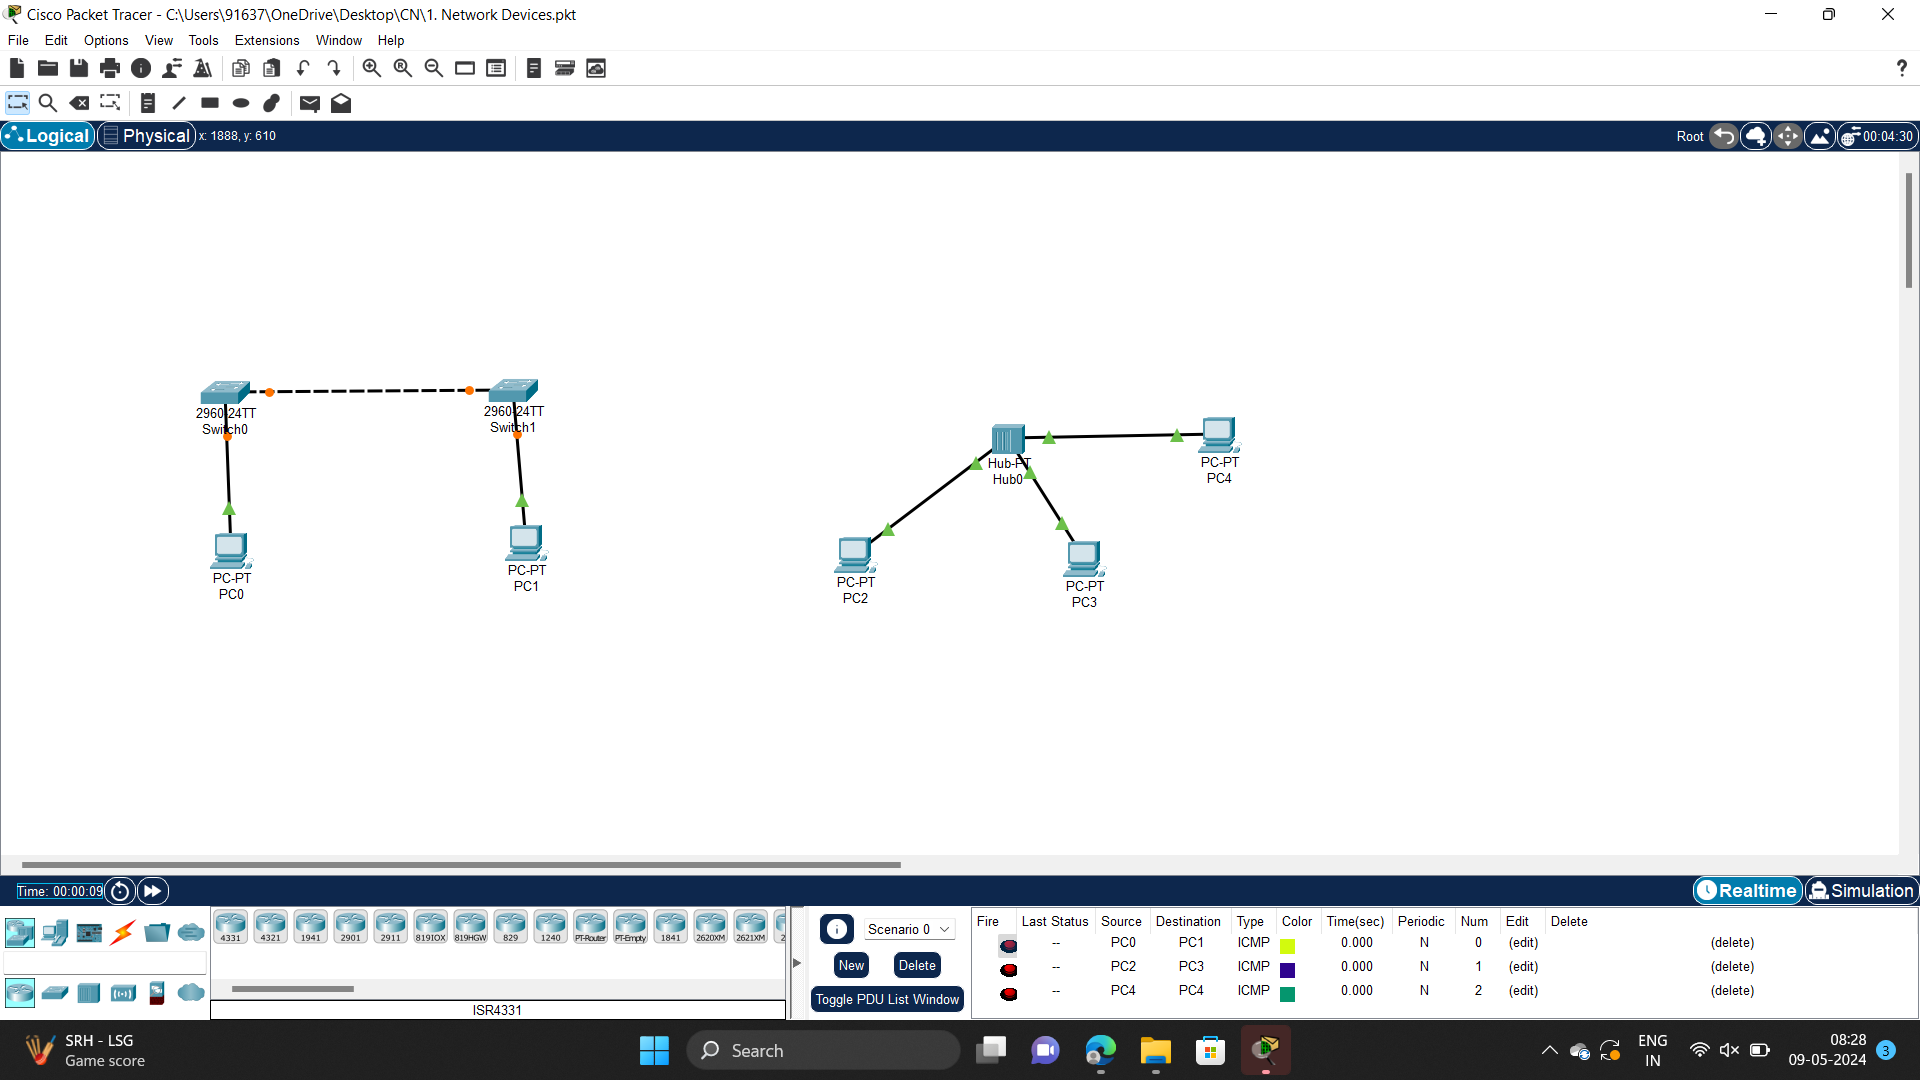 Cisco Packet Tracer - C:\Users\91637\OneDrive\Desktop\CN\1. Network Devices.pkt
File Edit Options View Tools Extensions Window Help
?
Logical Physical x: 1888, y: 610 Root 00:04:30
2960-24TT
Switch0
2960-24TT
Switch1
Hub-PT
Hub0
PC-PT
PC4
PC-PT
PC0
PC-PT
PC1
PC-PT
PC2
PC-PT
PC3
Time: 00:00:09 Realtime Simulation
4331 4321 1941 2901 2911 819IOX 819HGW 829 1240 PT-Router PT-Empty 1841 2620XM 2621XM 2
ISR4331
Scenario 0
New Delete
Toggle PDU List Window
Fire Last Status Source Destination Type Color Time(sec) Periodic Num Edit Delete
-- PC0 PC1 ICMP 0.000 N 0 (edit) (delete)
-- PC2 PC3 ICMP 0.000 N 1 (edit) (delete)
-- PC4 PC4 ICMP 0.000 N 2 (edit) (delete)
SRH - LSG
Game score
Search
ENG
IN
08:28
09-05-2024
3